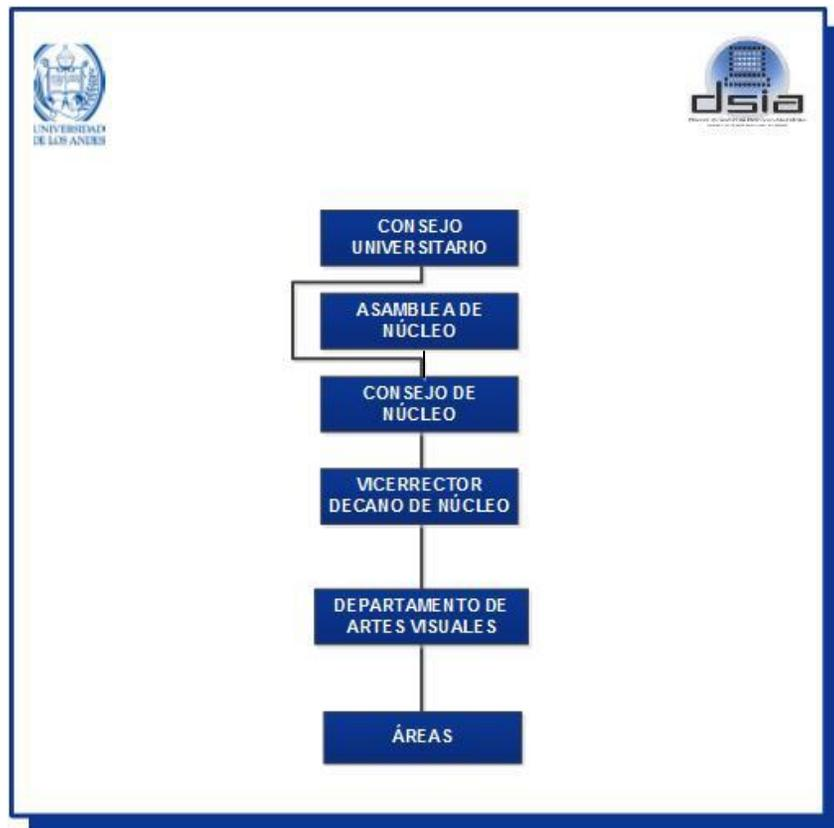 UNIVERSIDAD
DE LOS ANDES
dsia
CONSEJO
UNIVERSITARIO
ASAMBLEA DE
NÚCLEO
CONSEJO DE
NÚCLEO
VICERRECTOR
DECANO DE NÚCLEO
DEPARTAMENTO DE
ARTES VISUALES
ÁREAS